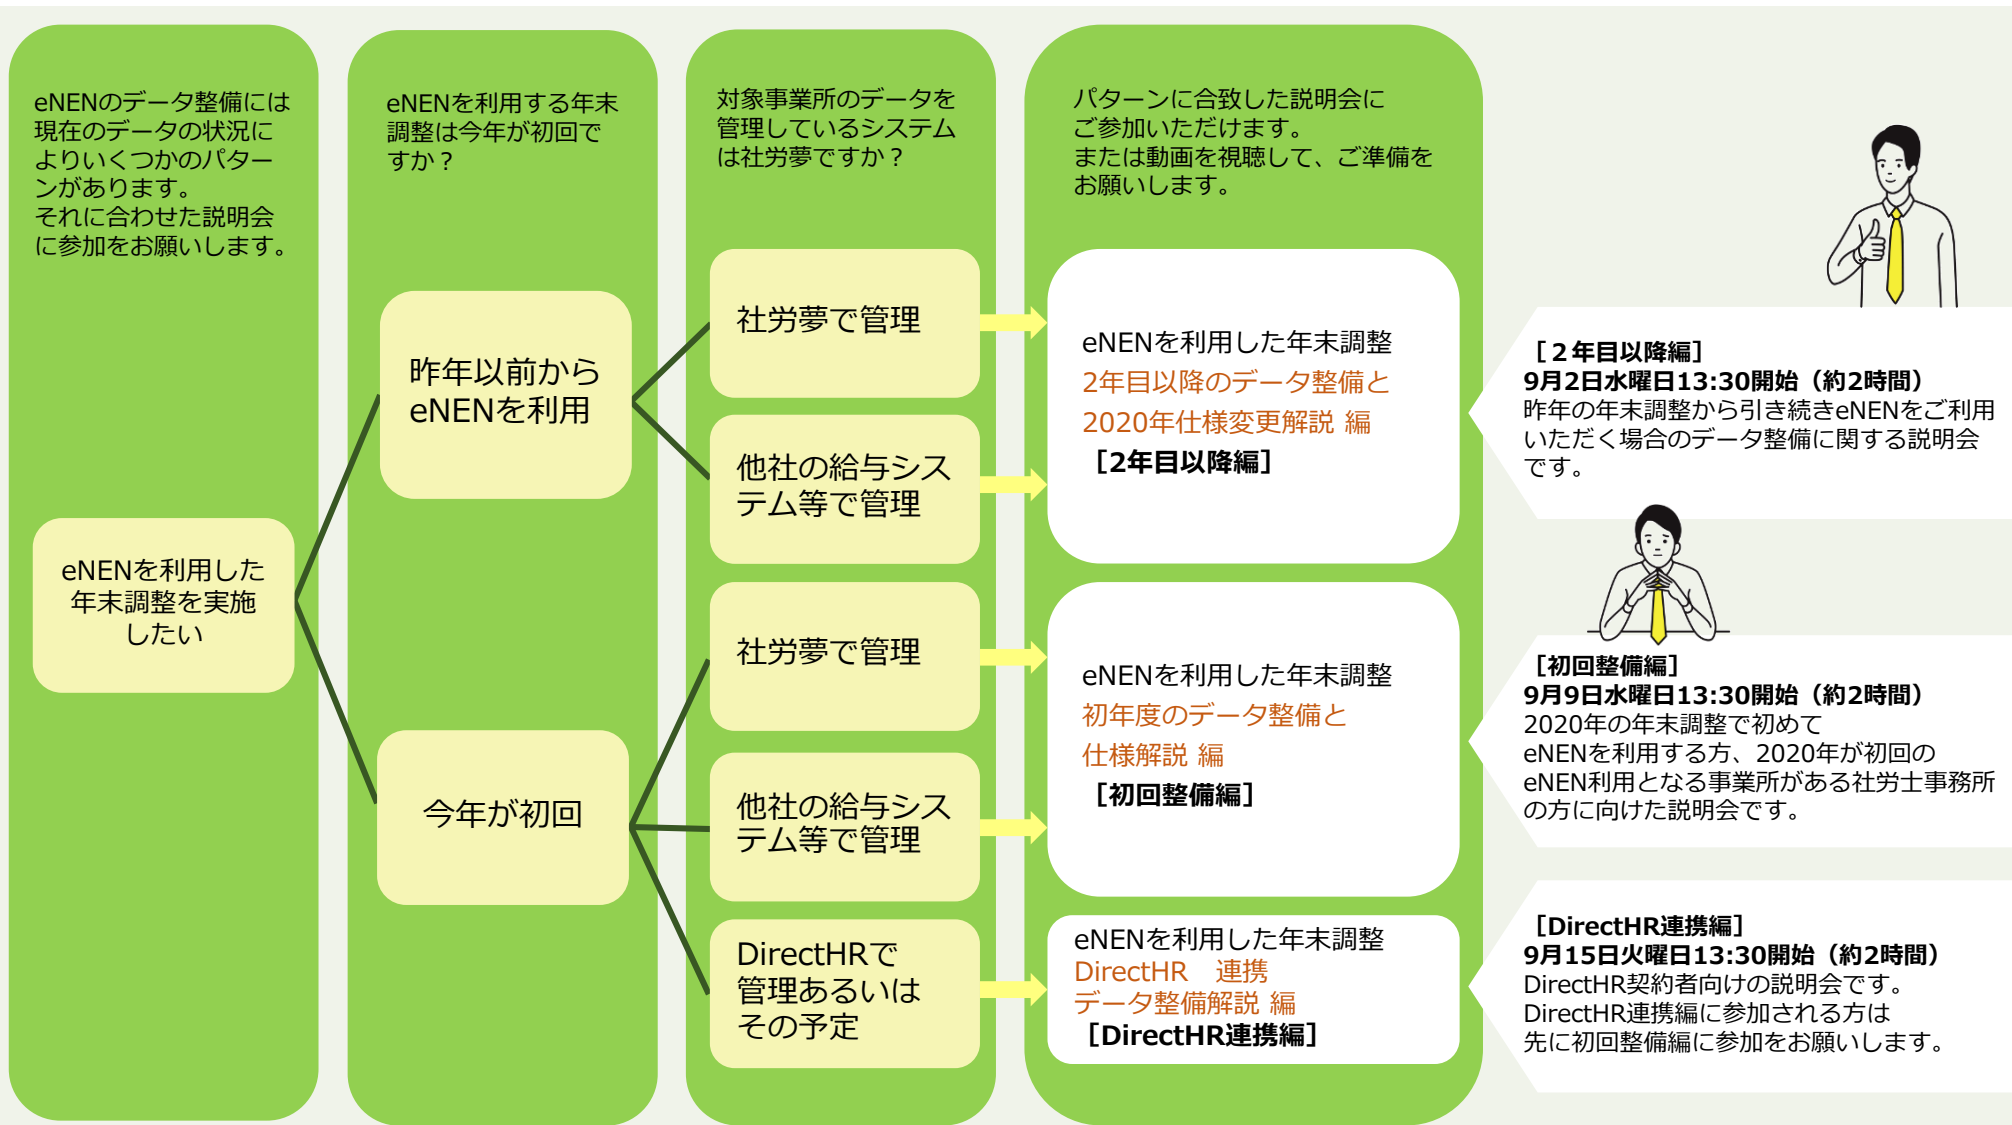 eNENのデータ整備には
現在のデータの状況に
よりいくつかのパター
ンがあります。
それに合わせた説明会
に参加をお願いします。
eNENを利用した
年末調整を実施
したい
eNENを利用する年末
調整は今年が初回で
すか？
昨年以前から
eNENを利用
今年が初回
対象事業所のデータを
管理しているシステム
は社労夢ですか？
社労夢で管理
他社の給与シス
テム等で管理
社労夢で管理
他社の給与シス
テム等で管理
DirectHRで
管理あるいは
その予定
パターンに合致した説明会に
ご参加いただけます。
または動画を視聴して、ご準備を
お願いします。
eNENを利用した年末調整
2年目以降のデータ整備と
2020年仕様変更解説 編
［2年目以降編］
eNENを利用した年末調整
初年度のデータ整備と
仕様解説 編
［初回整備編］
eNENを利用した年末調整
DirectHR　連携
データ整備解説 編
［DirectHR連携編］
［２年目以降編］
9月2日水曜日13:30開始（約2時間）
昨年の年末調整から引き続きeNENをご利用
いただく場合のデータ整備に関する説明会
です。
［初回整備編］
9月9日水曜日13:30開始（約2時間）
2020年の年末調整で初めて
eNENを利用する方、2020年が初回の
eNEN利用となる事業所がある社労士事務所
の方に向けた説明会です。
［DirectHR連携編］
9月15日火曜日13:30開始（約2時間）
DirectHR契約者向けの説明会です。
DirectHR連携編に参加される方は
先に初回整備編に参加をお願いします。